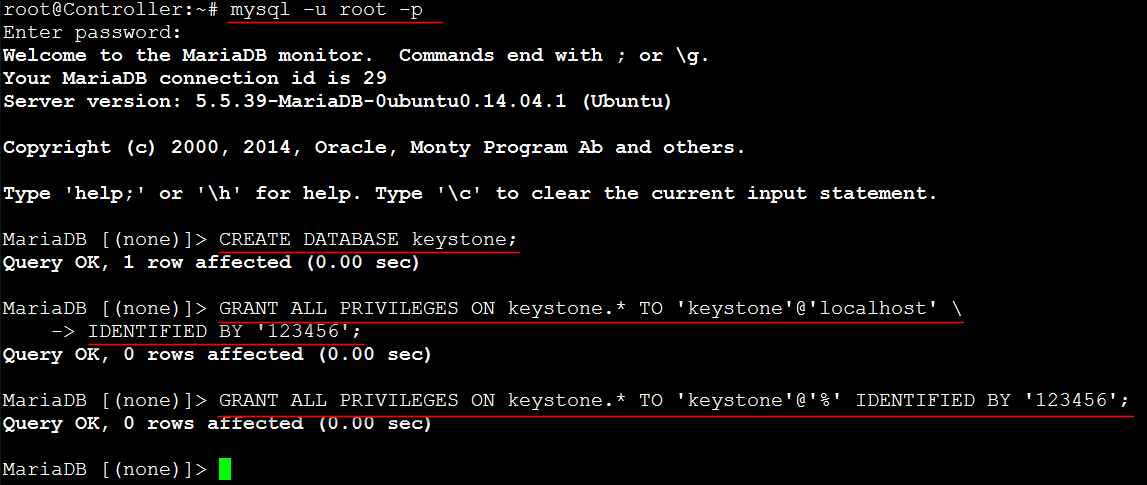 root@Controller:~# mysql -u root -p
Enter password:
Welcome to the MariaDB monitor.  Commands end with ; or \g.
Your MariaDB connection id is 29
Server version: 5.5.39-MariaDB-0ubuntu0.14.04.1 (Ubuntu)
Copyright (c) 2000, 2014, Oracle, Monty Program Ab and others.
Type 'help;' or '\h' for help. Type '\c' to clear the current input statement.
MariaDB [(none)]> CREATE DATABASE keystone;
Query OK, 1 row affected (0.00 sec)
MariaDB [(none)]> GRANT ALL PRIVILEGES ON keystone.* TO 'keystone'@'localhost' \
    -> IDENTIFIED BY '123456';
Query OK, 0 rows affected (0.00 sec)
MariaDB [(none)]> GRANT ALL PRIVILEGES ON keystone.* TO 'keystone'@'%' IDENTIFIED BY '123456';
Query OK, 0 rows affected (0.00 sec)
MariaDB [(none)]>